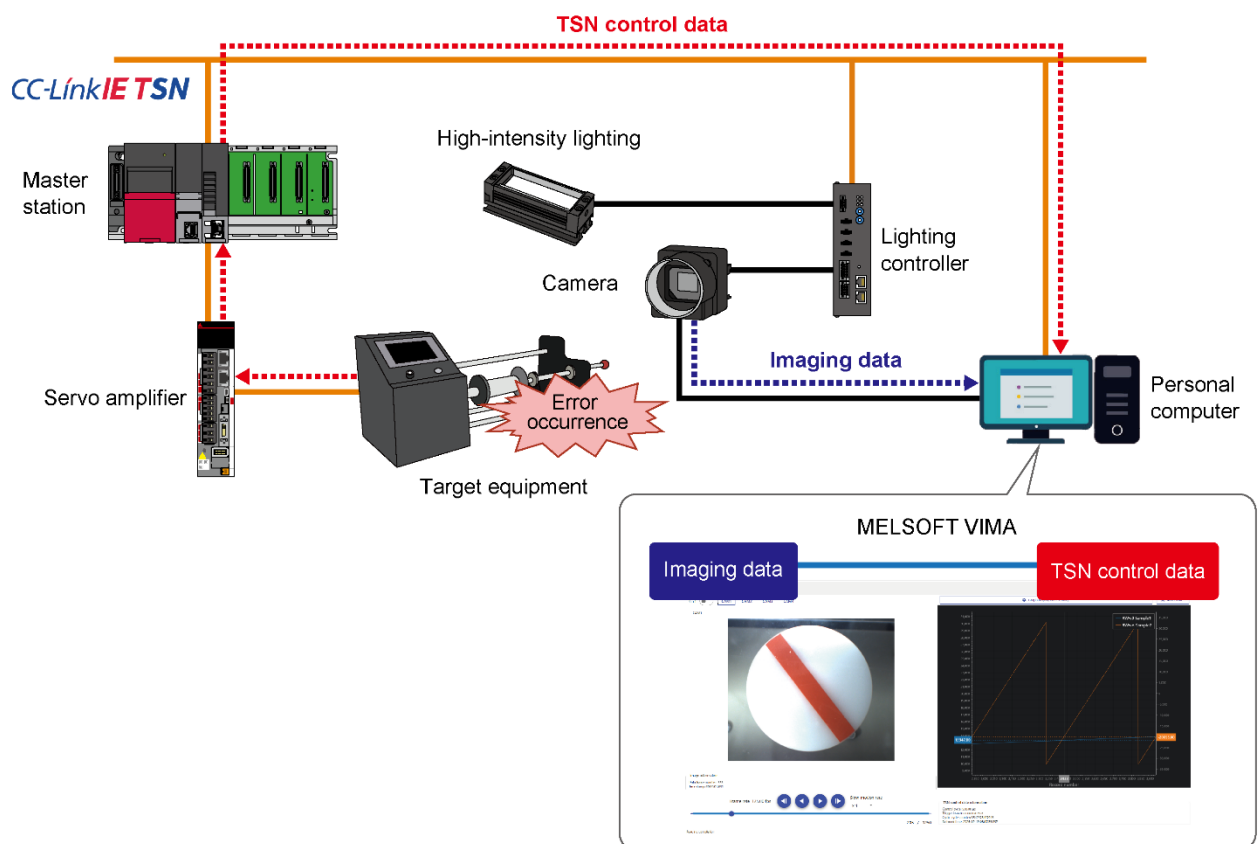 TSN control data
CC-Link IE TSN
High-intensity lighting
Master
station
Lighting
controller
Camera
Imaging data
Servo amplifier
Error
occurrence
Personal
computer
Target equipment
MELSOFT VIMA
Imaging data
TSN control data